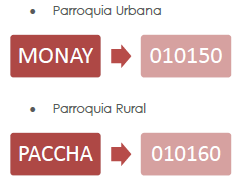 • Parroquia Urbana
MONAY 010150
• Parroquia Rural
PACCHA 010160